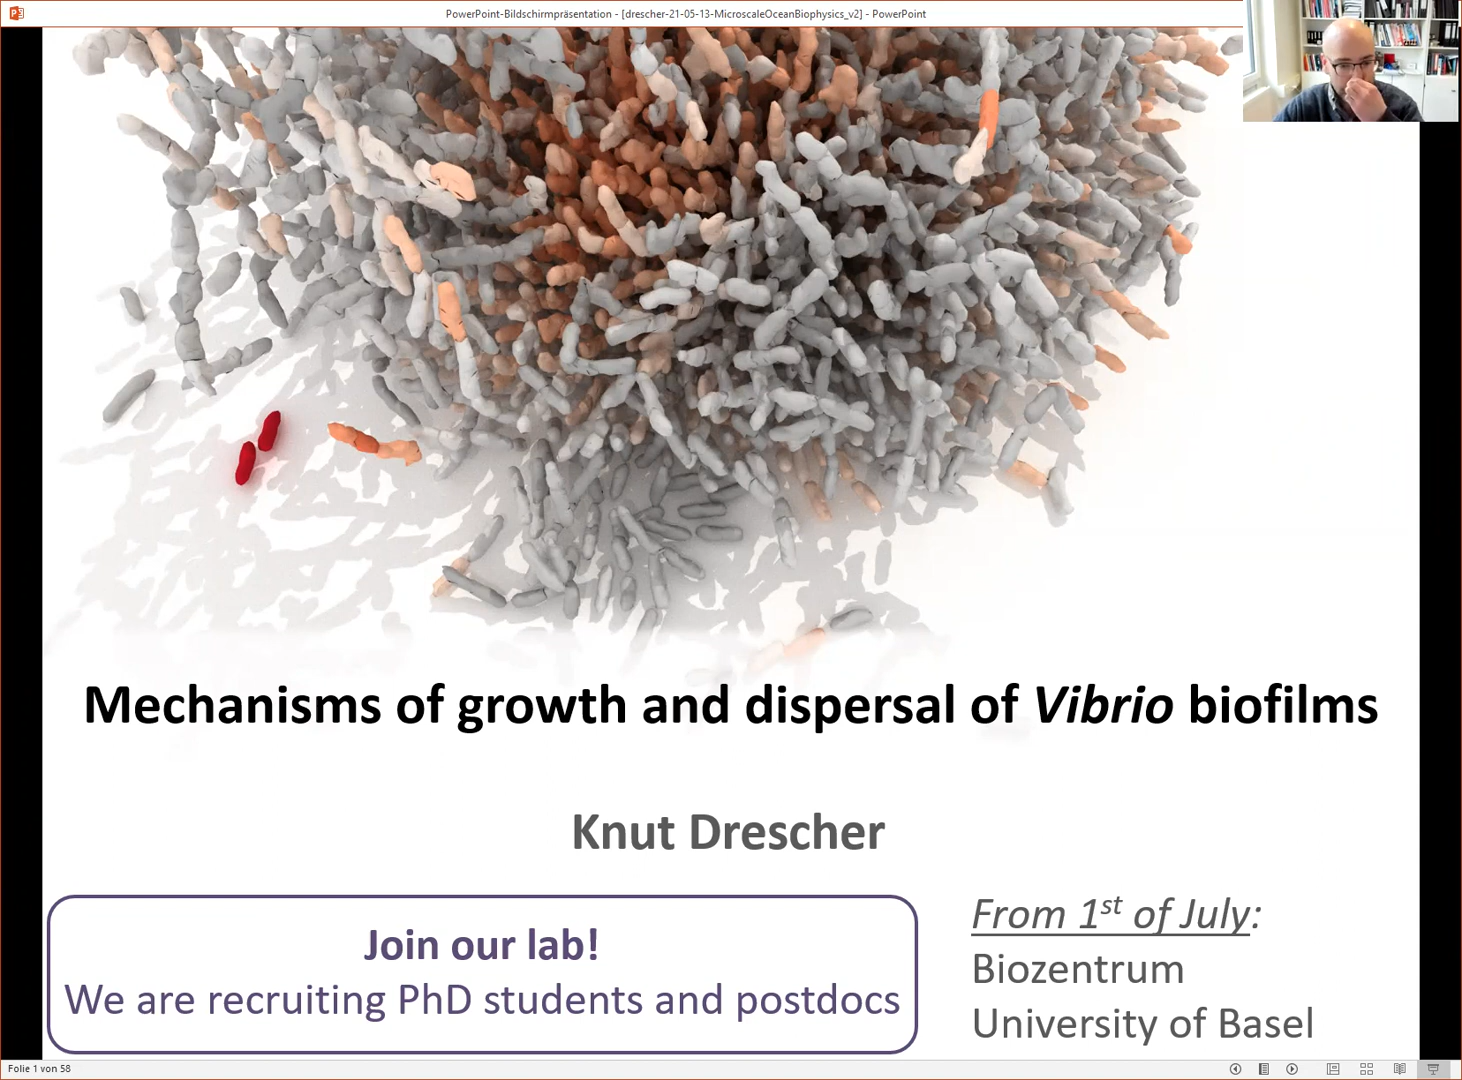 PowerPoint-Bildschirmpräsentation - [drescher-21-05-13-MicroscaleOceanBiophysics_v2] - PowerPoint
Mechanisms of growth and dispersal of Vibrio biofilms
Knut Drescher
Join our lab!
We are recruiting PhD students and postdocs
From 1st of July:
Biozentrum
University of Basel
Folie 1 von 58